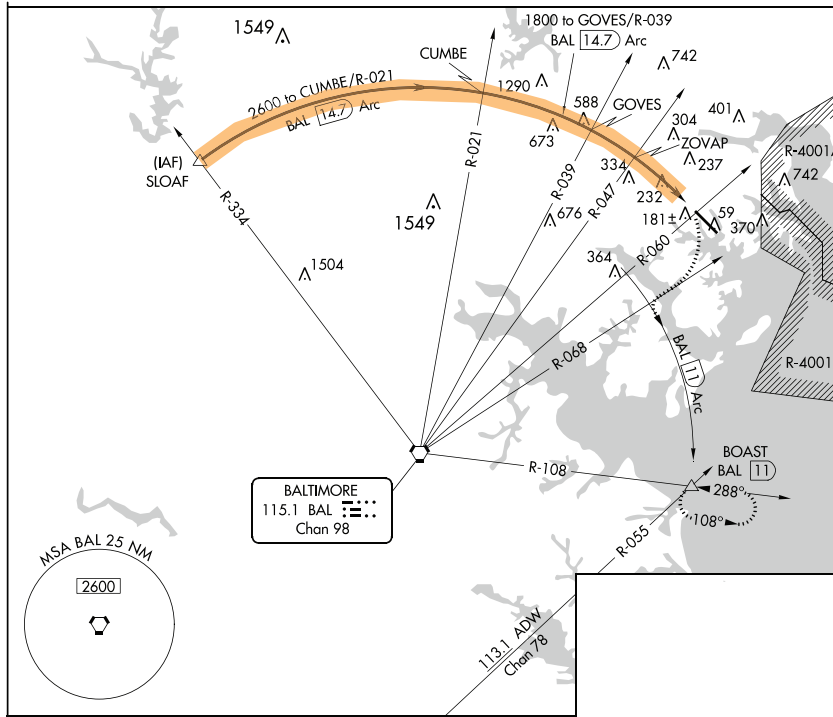 1549
1800 to GOVES/R-039
BAL 14.7 Arc
CUMBE
742
2600 to CUMBE/R-021
BAL 14.7 Arc
1290
588
GOVES
401
304
673
ZOVAP
237
R-4001A
742
(IAF)
SLOAF
R-021
R-039
334
R-047
232
R-334
1549
676
181±
59
370
R-060
1504
364
R-068
BAL 11 Arc
R-4001
BOAST
BAL 11
R-108
288°
108°
BALTIMORE
115.1 BAL
Chan 98
R-055
MSA BAL 25 NM
2600
113.1 ADW
Chan 78